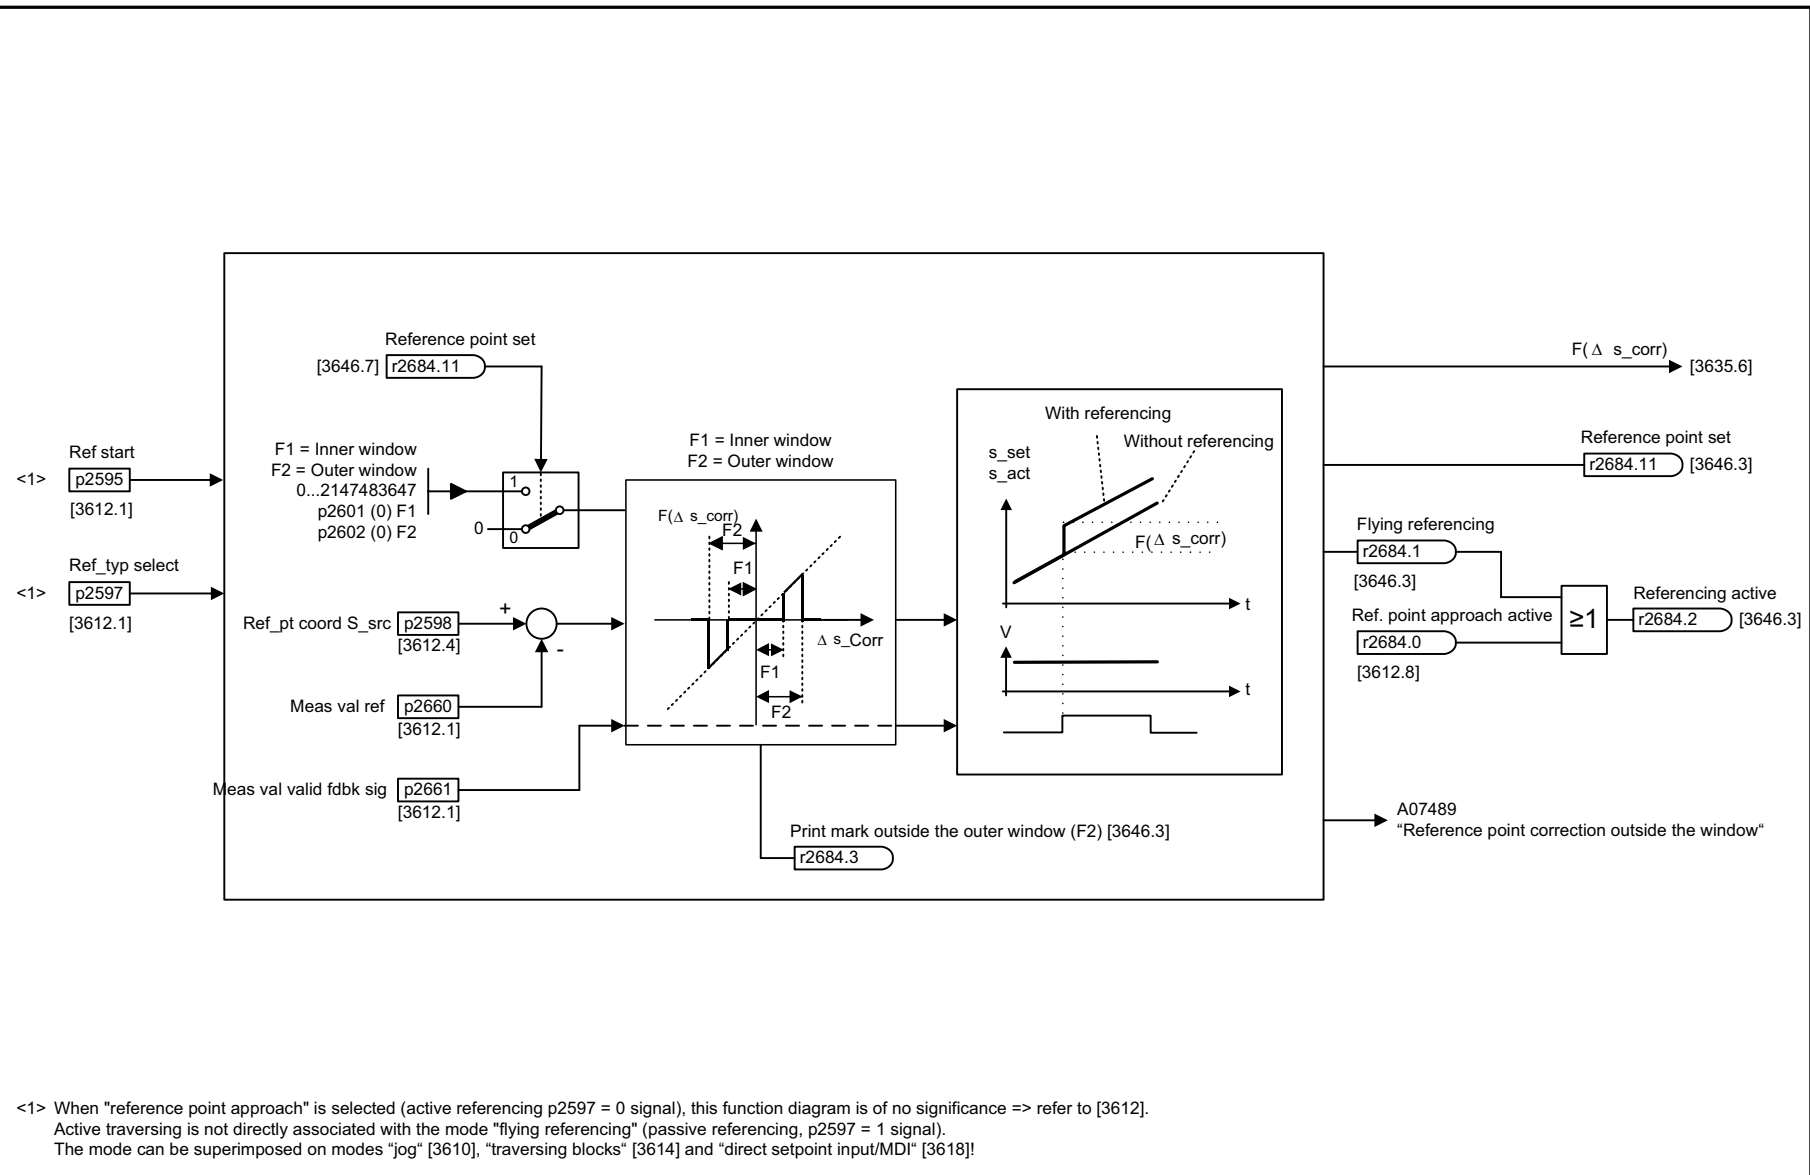 Reference point set
[3646.7] r2684.11
Ref start
<1> p2595
[3612.1]
Ref_typ select
<1> p2597
[3612.1]
F1 = Inner window
F2 = Outer window
0...2147483647
p2601 (0) F1
p2602 (0) F2
1
0
0
Ref_pt coord S_src p2598
[3612.4]
+
-
Meas val ref p2660
[3612.1]
Meas val valid fdbk sig p2661
[3612.1]
F1 = Inner window
F2 = Outer window
F(Δ s_corr)
F2
F1
Δ s_Corr
F1
F2
Print mark outside the outer window (F2) [3646.3]
r2684.3
With referencing
Without referencing
s_set
s_act
F(Δ s_corr)
t
V
t
F(Δ s_corr)
[3635.6]
Reference point set
r2684.11 [3646.3]
Flying referencing
r2684.1
[3646.3]
Ref. point approach active
r2684.0
[3612.8]
≥1
Referencing active
r2684.2 [3646.3]
A07489
“Reference point correction outside the window“
<1> When "reference point approach" is selected (active referencing p2597 = 0 signal), this function diagram is of no significance => refer to [3612].
Active traversing is not directly associated with the mode "flying referencing" (passive referencing, p2597 = 1 signal).
The mode can be superimposed on modes “jog“ [3610], “traversing blocks“ [3614] and “direct setpoint input/MDI“ [3618]!